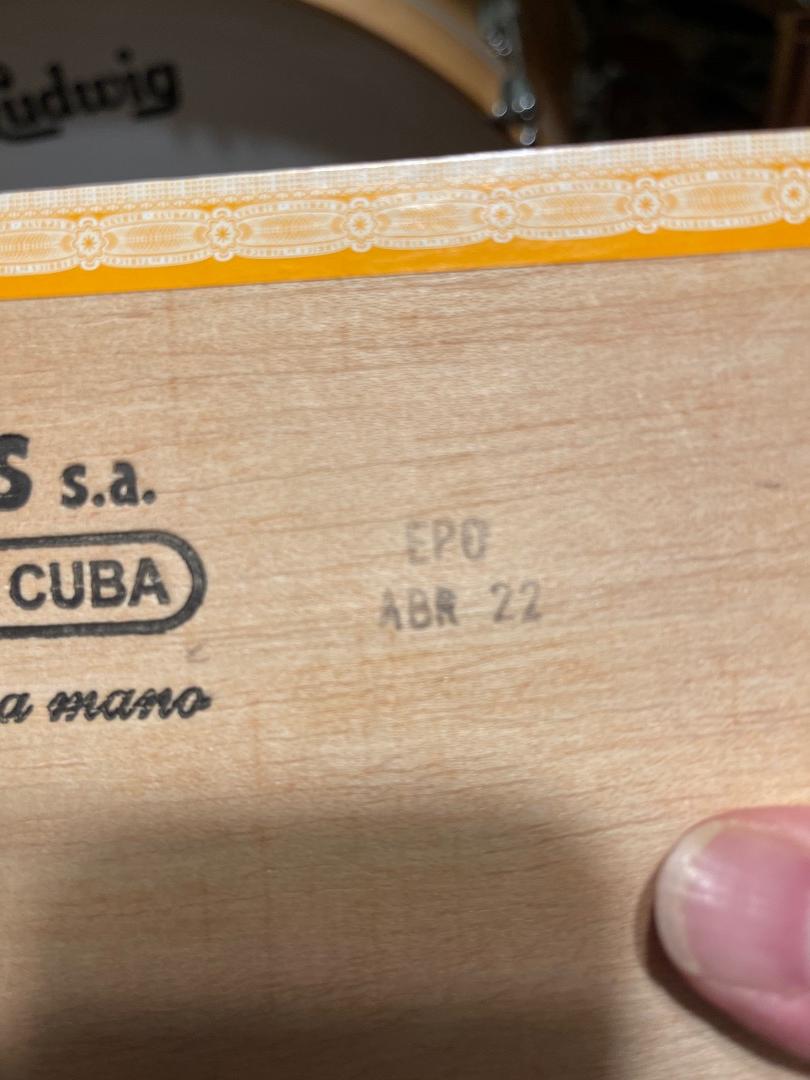 Ludwig
S s.a.
CUBA
a mano
EPO
ABR 22